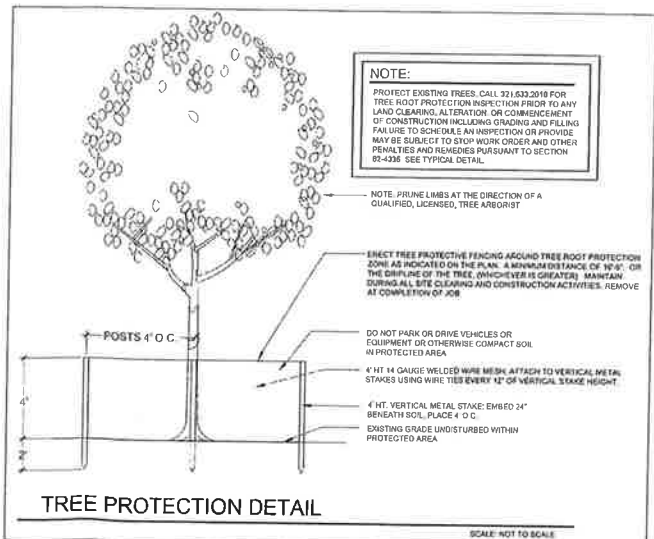 NOTE:
PROTECT EXISTING TREES. CALL 321.633.2016 FOR
TREE ROOT PROTECTION INSPECTION PRIOR TO ANY
LAND CLEARING, ALTERATION, OR COMMENCEMENT
OF CONSTRUCTION INCLUDING GRADING AND FILLING
FAILURE TO SCHEDULE AN INSPECTION OR PROVIDE
MAY BE SUBJECT TO STOP WORK ORDER AND OTHER
PENALTIES AND REMEDIES PURSUANT TO SECTION
62-4336 SEE TYPICAL DETAIL
NOTE: PRUNE LIMBS AT THE DIRECTION OF A
QUALIFIED, LICENSED, TREE ARBORIST
ERECT TREE PROTECTIVE FENCING AROUND TREE ROOT PROTECTION
ZONE AS INDICATED ON THE PLAN. A MINIMUM DISTANCE OF OR
THE DRIPLINE OF THE TREE, (WHICHEVER IS GREATER) MAINTAIN
DURING ALL SITE CLEARING AND CONSTRUCTION ACTIVITIES, REMOVE
AT COMPLETION OF JOB
POSTS 4' O C
DO NOT PARK OR DRIVE VEHICLES OR
EQUIPMENT OR OTHERWISE COMPACT SOIL
IN PROTECTED AREA
4' HT 14 GAUGE WELDED WIRE MESH, ATTACH TO VERTICAL METAL
STAKES USING WIRE TIES EVERY 12" OF VERTICAL STAKE HEIGHT.
4'
4' HT. VERTICAL METAL STAKE: EMBED 24"
BENEATH SOIL, PLACE 4' O C
EXISTING GRADE UNDISTURBED WITHIN
PROTECTED AREA
2'
TREE PROTECTION DETAIL
SCALE: NOT TO SCALE